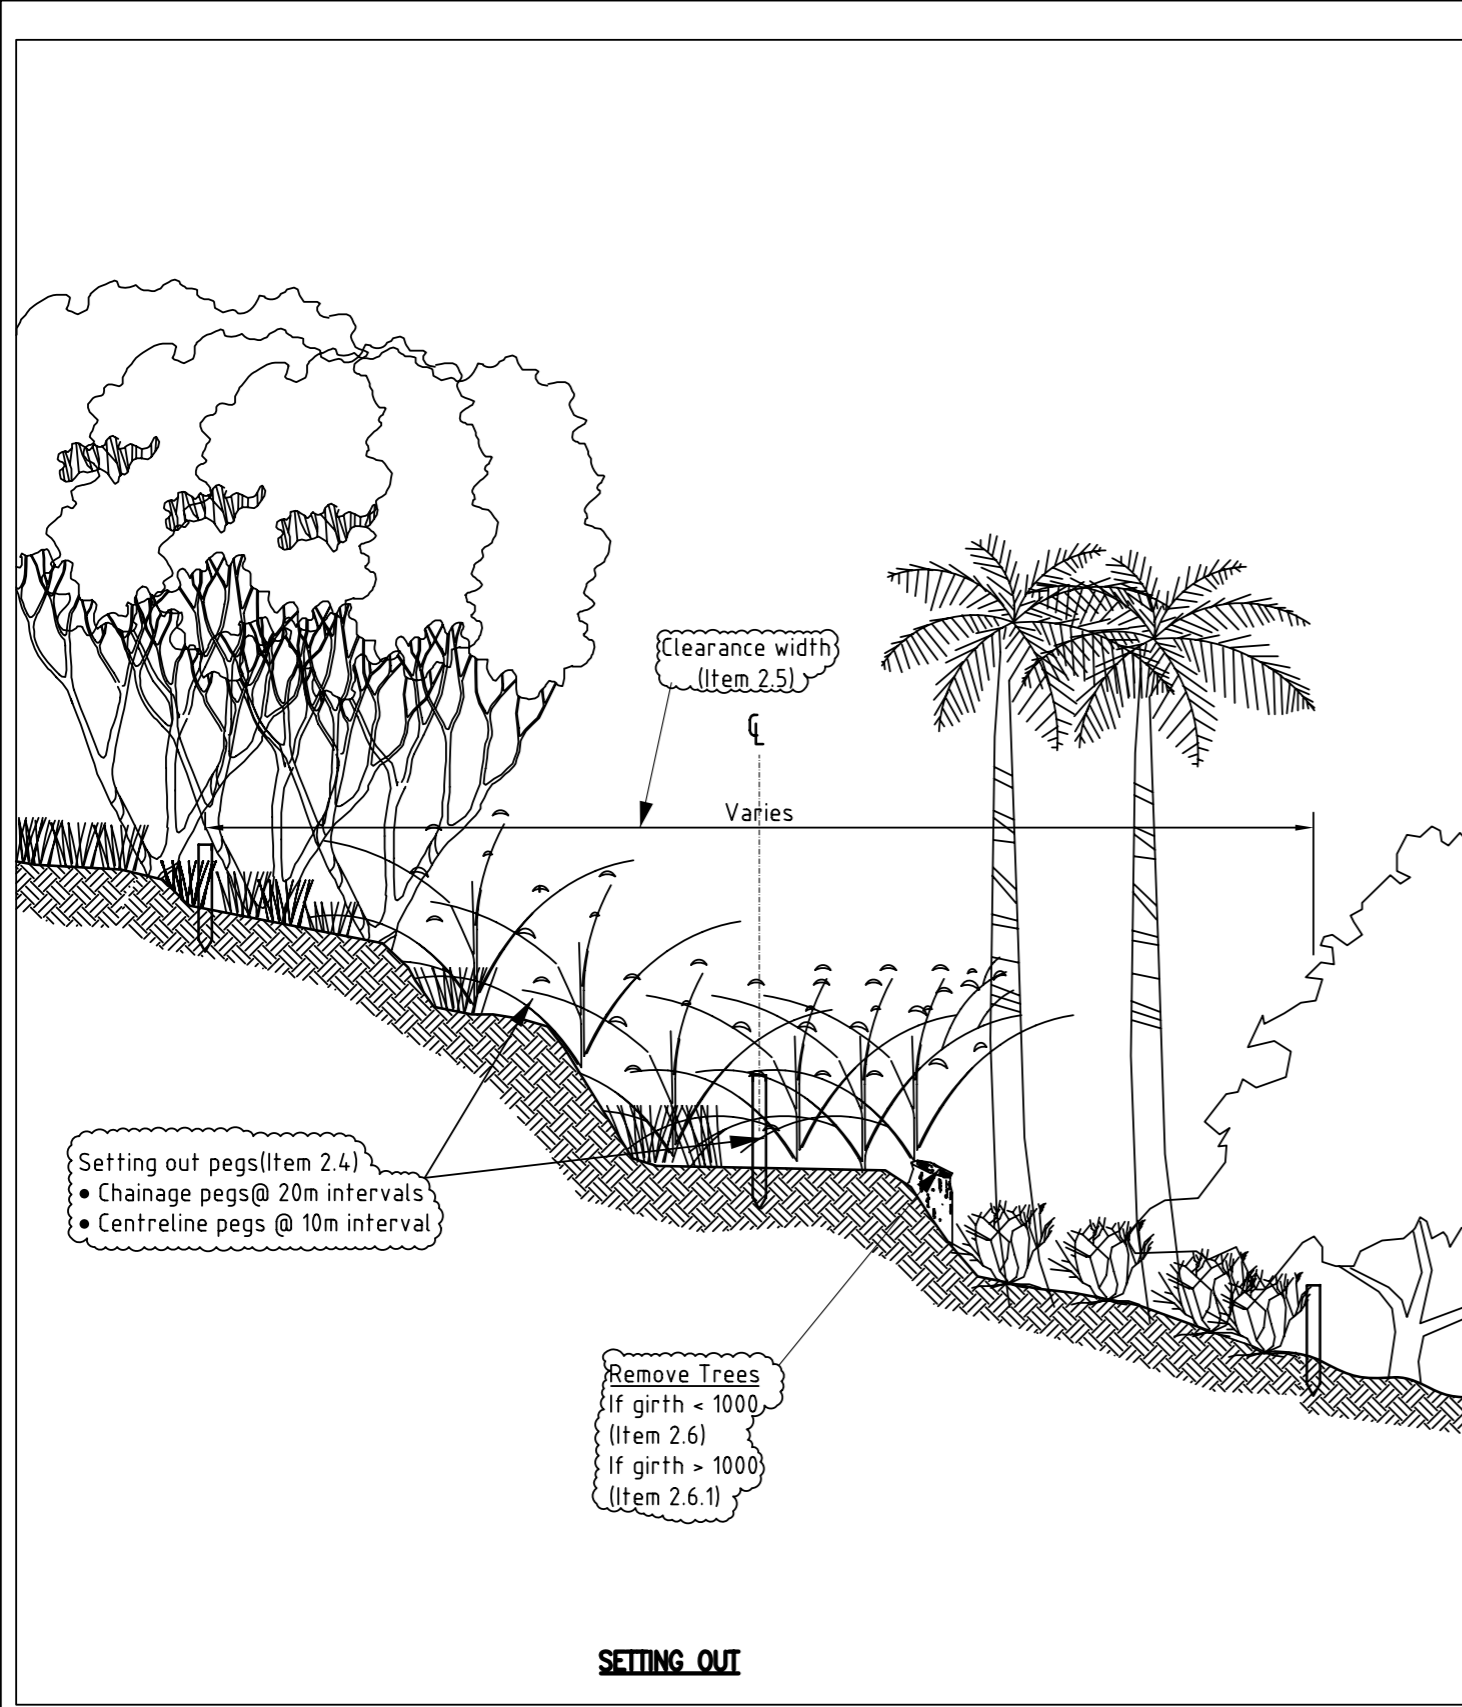 Clearance width
(Item 2.5)
℄
Varies
Setting out pegs(Item 2.4)
• Chainage pegs@ 20m intervals
• Centreline pegs @ 10m interval
Remove Trees
If girth < 1000
(Item 2.6)
If girth > 1000
(Item 2.6.1)
SETTING OUT